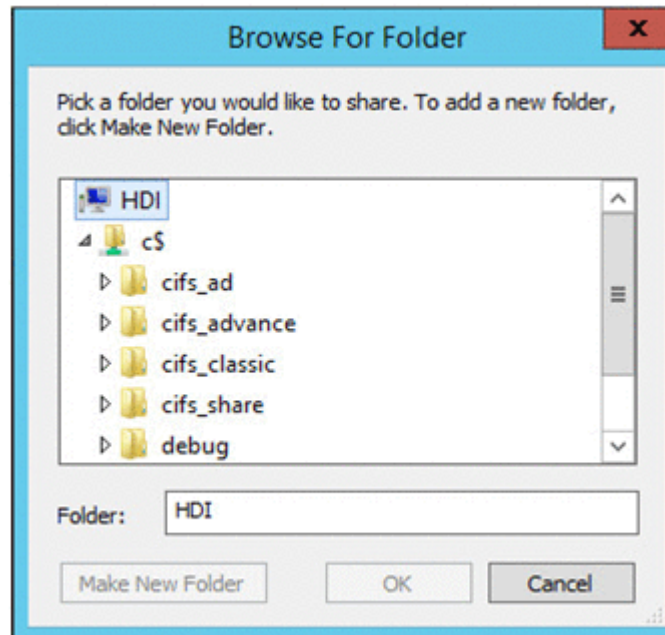 Browse For Folder
X
Pick a folder you would like to share. To add a new folder,
click Make New Folder.
HDI
c$
cifs_ad
cifs_advance
cifs_classic
cifs_share
debug
Folder: HDI
Make New Folder OK Cancel